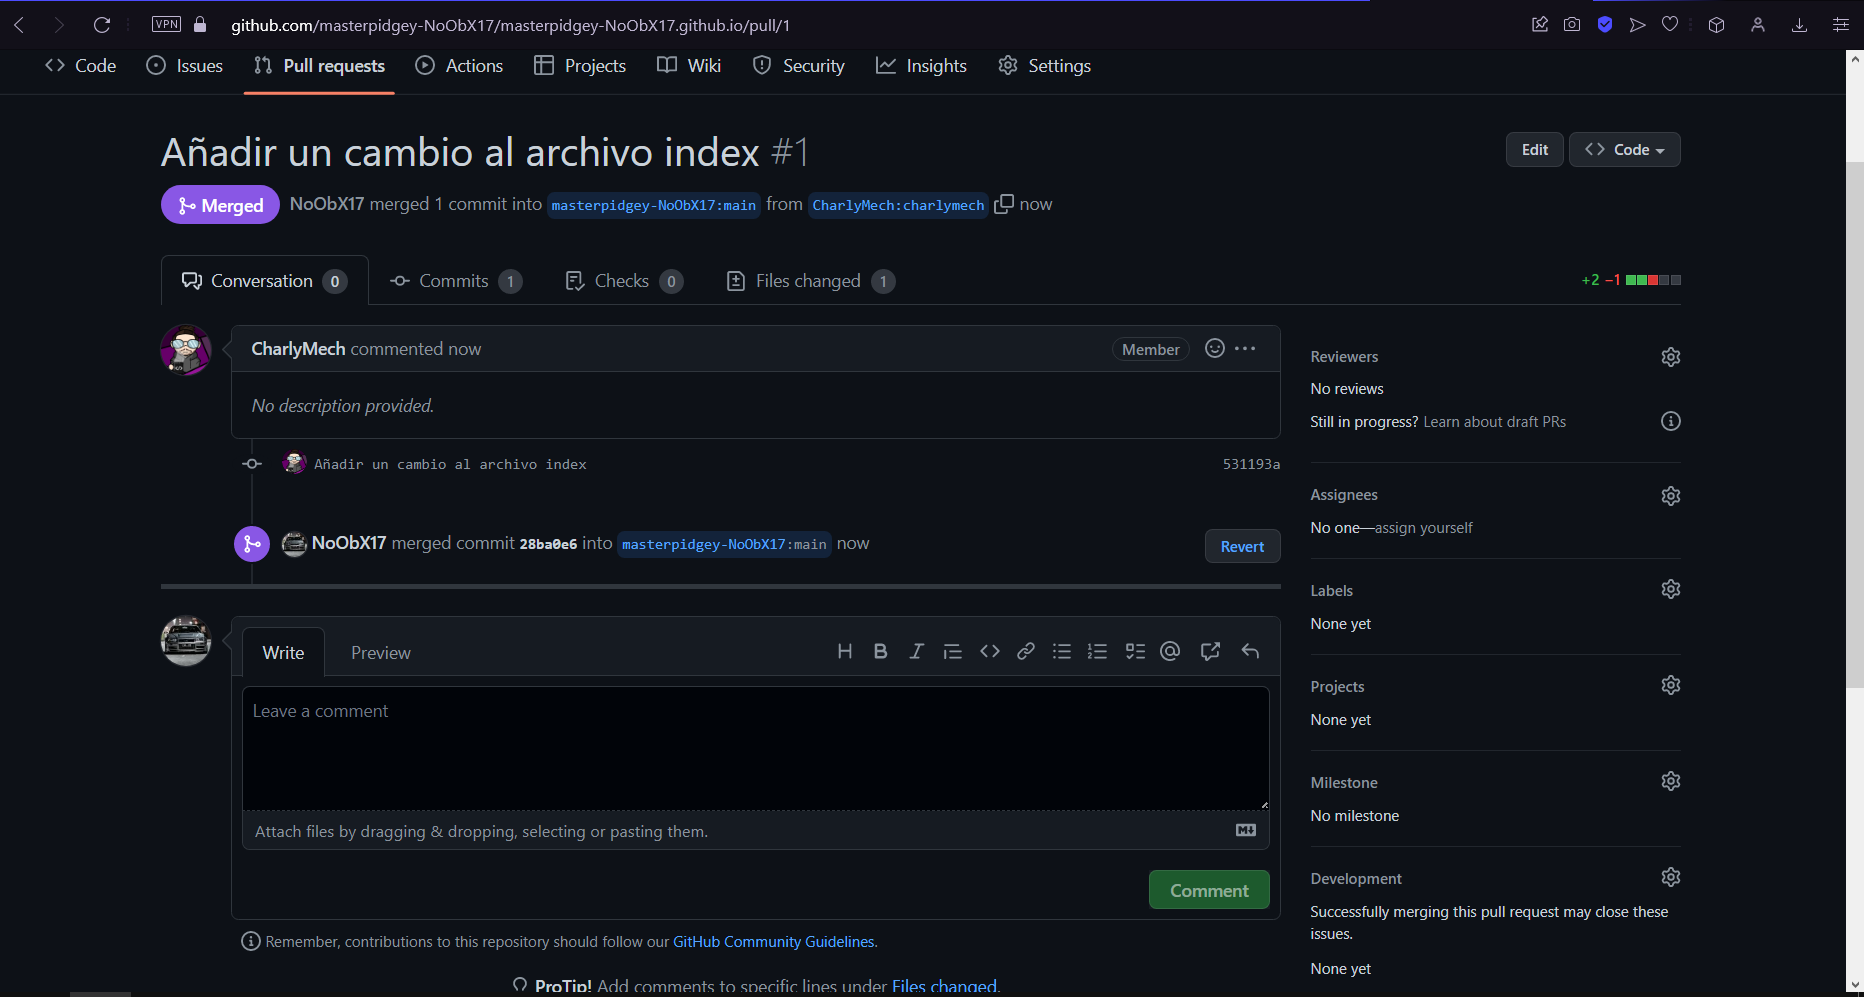 VPN github.com/masterpidgey-NoObX17/masterpidgey-NoObX17.github.io/pull/1
Code Issues Pull requests Actions Projects Wiki Security Insights Settings
Añadir un cambio al archivo index #1
Edit Code
Merged NoObX17 merged 1 commit into masterpidgey-NoObX17:main from CharlyMech:charlymech now
Conversation 0 Commits 1 Checks 0 Files changed 1
+2 −1
CharlyMech commented now Member
No description provided.
Añadir un cambio al archivo index 531193a
NoObX17 merged commit 28ba0e6 into masterpidgey-NoObX17:main now Revert
Write Preview
Leave a comment
Attach files by dragging & dropping, selecting or pasting them.
Comment
Remember, contributions to this repository should follow our GitHub Community Guidelines.
ProTip! Add comments to specific lines under Files changed.
Reviewers
No reviews
Still in progress? Learn about draft PRs
Assignees
No one—assign yourself
Labels
None yet
Projects
None yet
Milestone
No milestone
Development
Successfully merging this pull request may close these
issues.
None yet